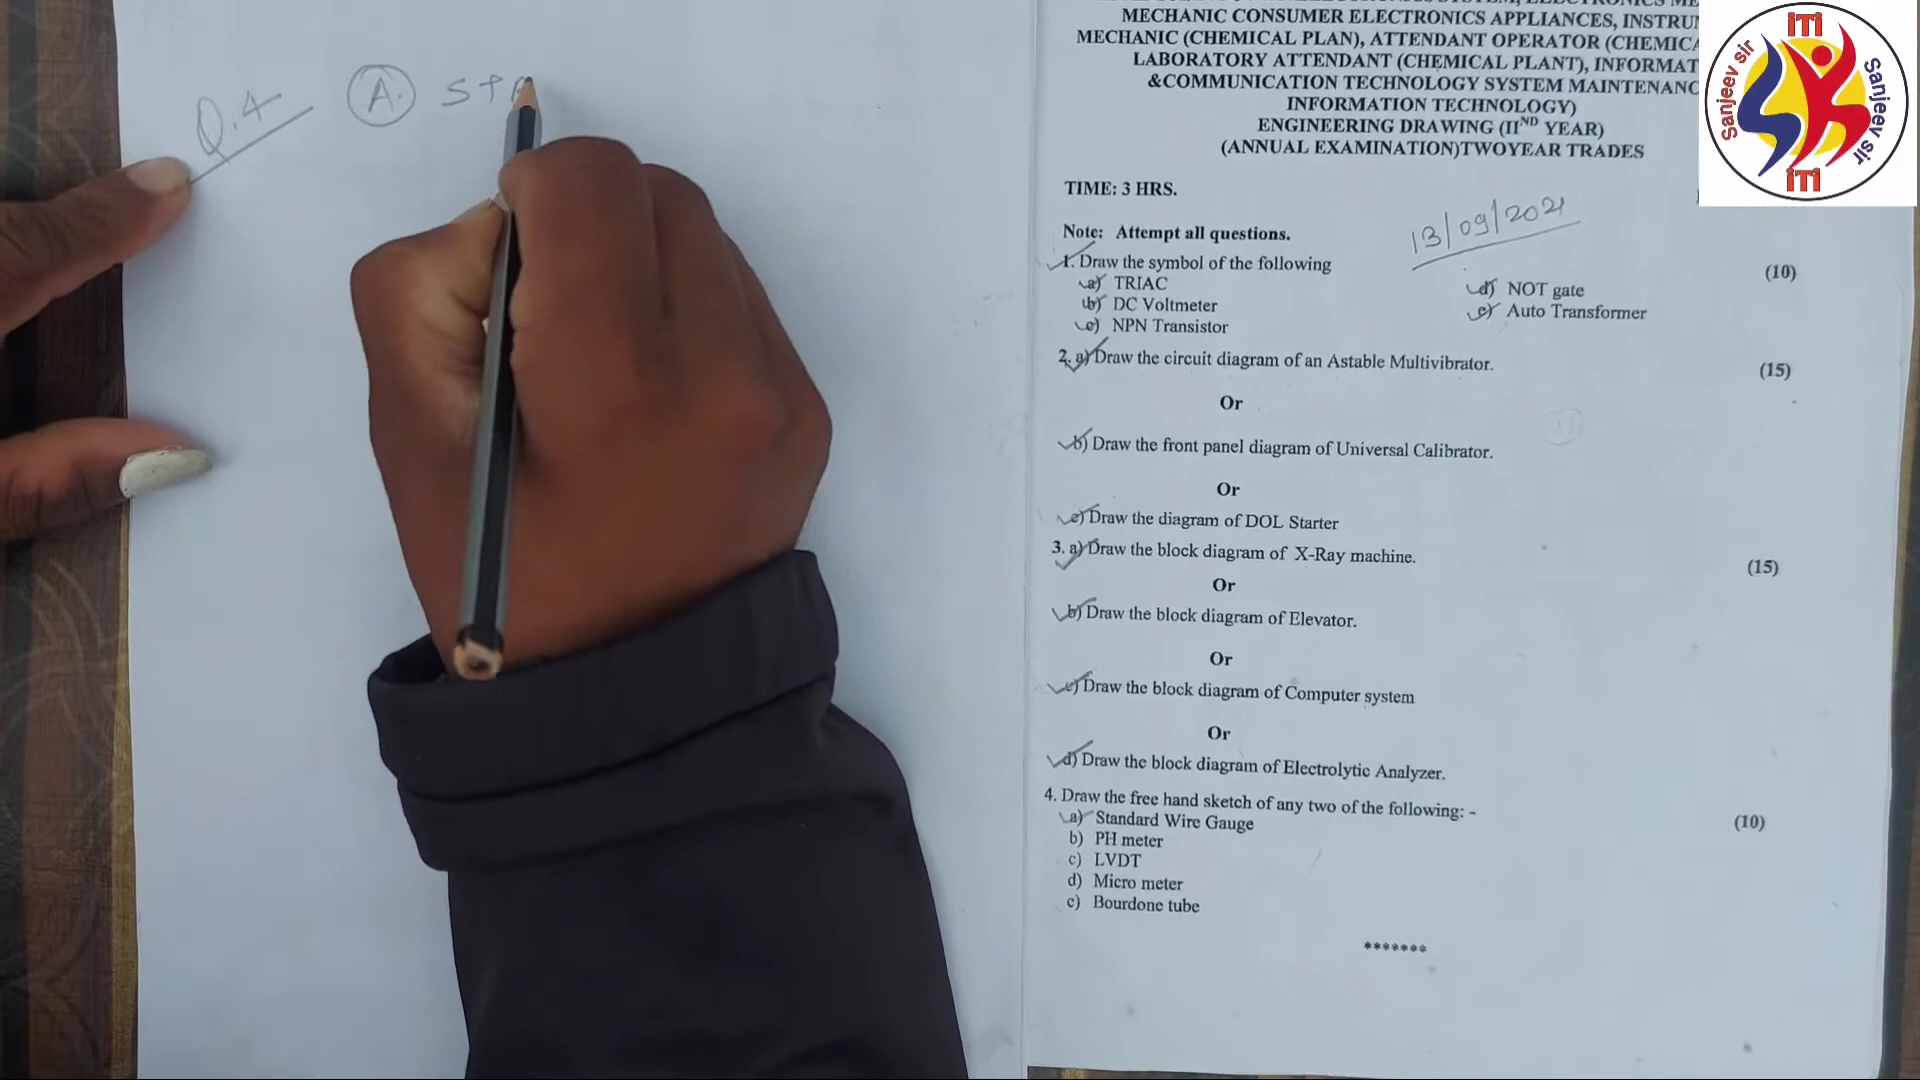 Q.4 A. STA
MECHANIC CONSUMER ELECTRONICS APPLIANCES, INSTRU
MECHANIC (CHEMICAL PLAN), ATTENDANT OPERATOR (CHEMICA
LABORATORY ATTENDANT (CHEMICAL PLANT), INFORMAT
&COMMUNICATION TECHNOLOGY SYSTEM MAINTENANC
INFORMATION TECHNOLOGY)
ENGINEERING DRAWING (IIND YEAR)
(ANNUAL EXAMINATION)TWOYEAR TRADES
TIME: 3 HRS.
13/09/2021
Note: Attempt all questions.
1. Draw the symbol of the following (10)
a) TRIAC
b) DC Voltmeter
c) NPN Transistor
d) NOT gate
e) Auto Transformer
2. a) Draw the circuit diagram of an Astable Multivibrator. (15)
Or
b) Draw the front panel diagram of Universal Calibrator.
Or
c) Draw the diagram of DOL Starter
3. a) Draw the block diagram of X-Ray machine. (15)
Or
b) Draw the block diagram of Elevator.
Or
c) Draw the block diagram of Computer system
Or
d) Draw the block diagram of Electrolytic Analyzer.
4. Draw the free hand sketch of any two of the following: - (10)
a) Standard Wire Gauge
b) PH meter
c) LVDT
d) Micro meter
e) Bourdone tube
*******
iTi
Sanjeev sir
Sanjeev sir
iTi